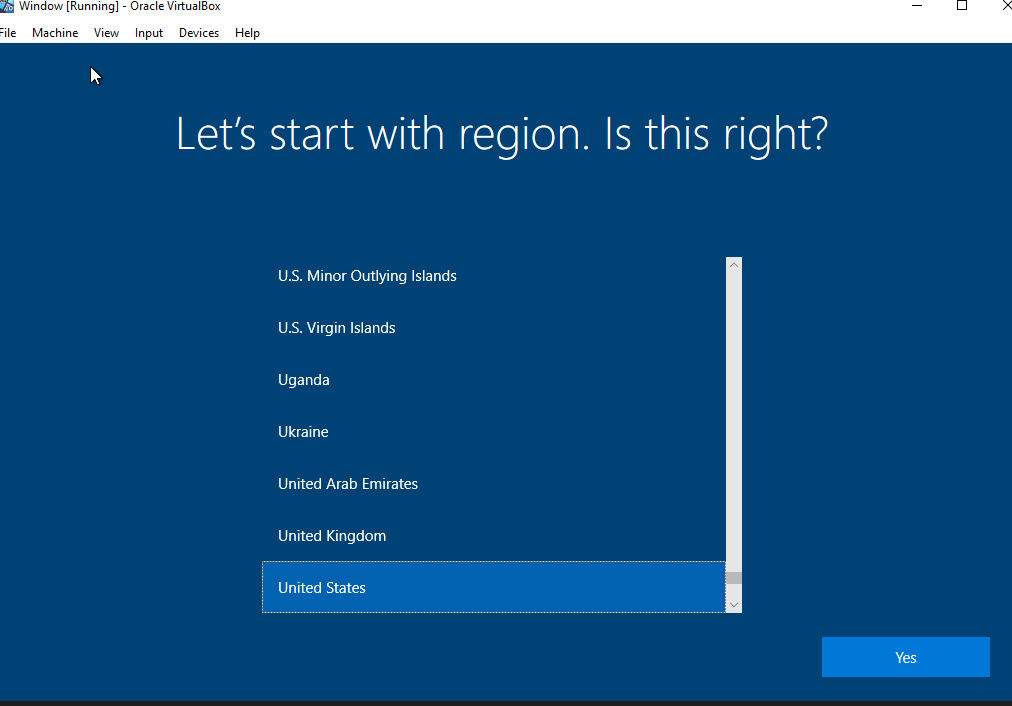 Window [Running] - Oracle VirtualBox
File Machine View Input Devices Help
Let's start with region. Is this right?
U.S. Minor Outlying Islands
U.S. Virgin Islands
Uganda
Ukraine
United Arab Emirates
United Kingdom
United States
Yes